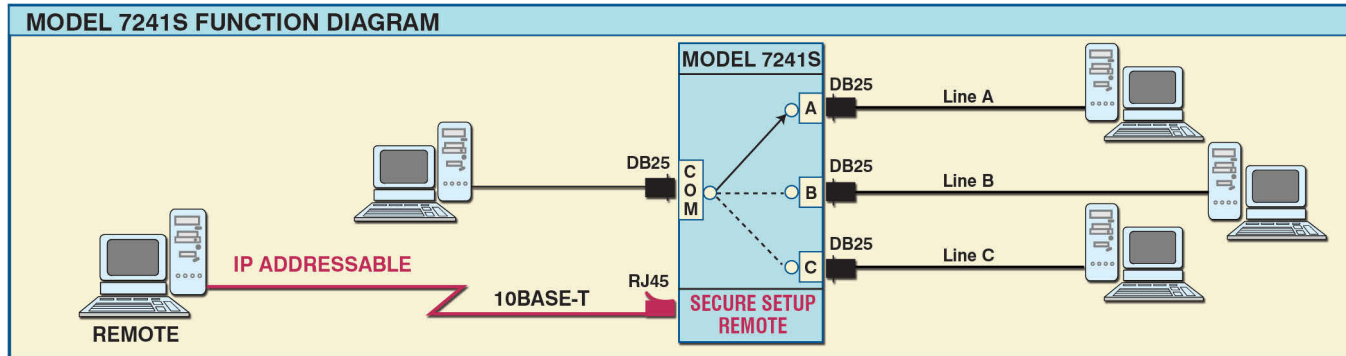 MODEL 7241S FUNCTION DIAGRAM
MODEL 7241S
DB25
Line A
A
DB25
COM
DB25
Line B
B
DB25
Line C
C
IP ADDRESSABLE
RJ45
10BASE-T
SECURE SETUP
REMOTE
REMOTE